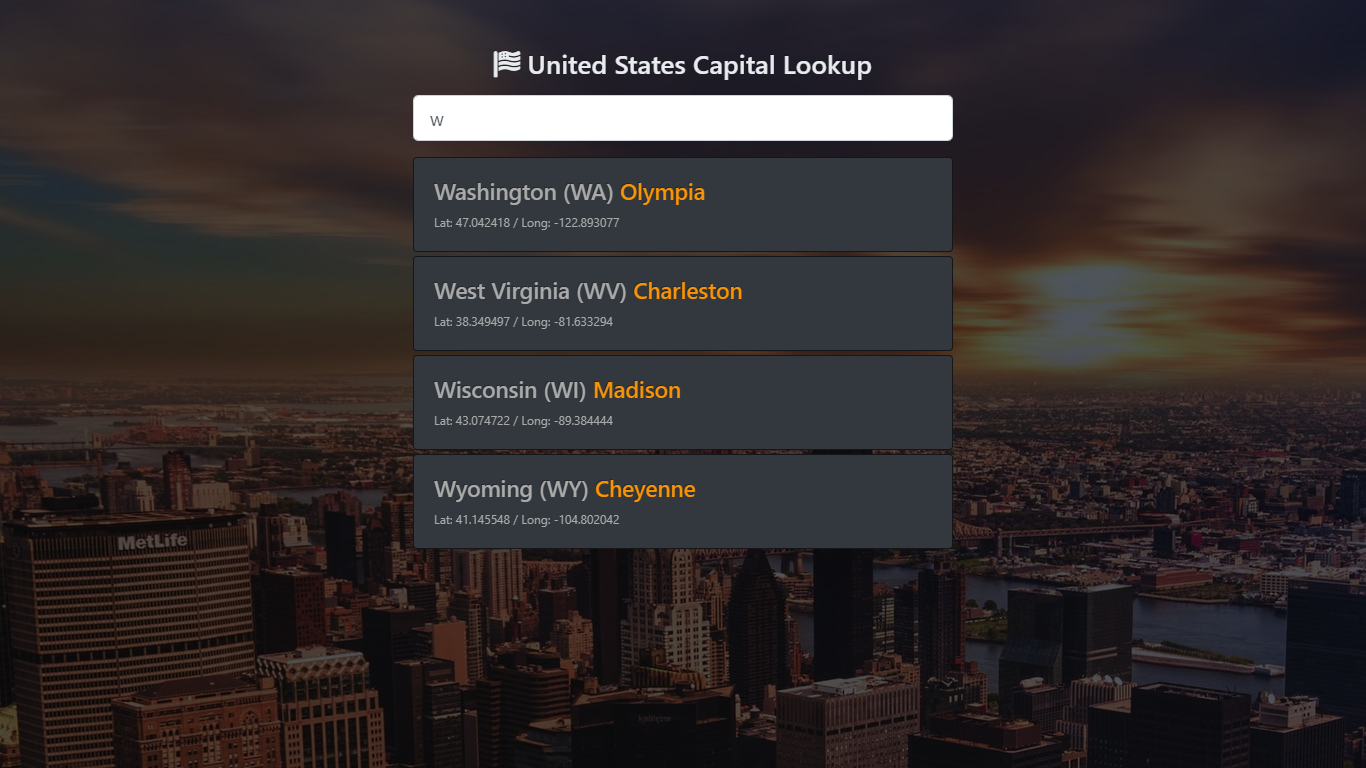 United States Capital Lookup
w
Washington (WA) Olympia
Lat: 47.042418 / Long: -122.893077
West Virginia (WV) Charleston
Lat: 38.349497 / Long: -81.633294
Wisconsin (WI) Madison
Lat: 43.074722 / Long: -89.384444
Wyoming (WY) Cheyenne
Lat: 41.145548 / Long: -104.802042
MetLife